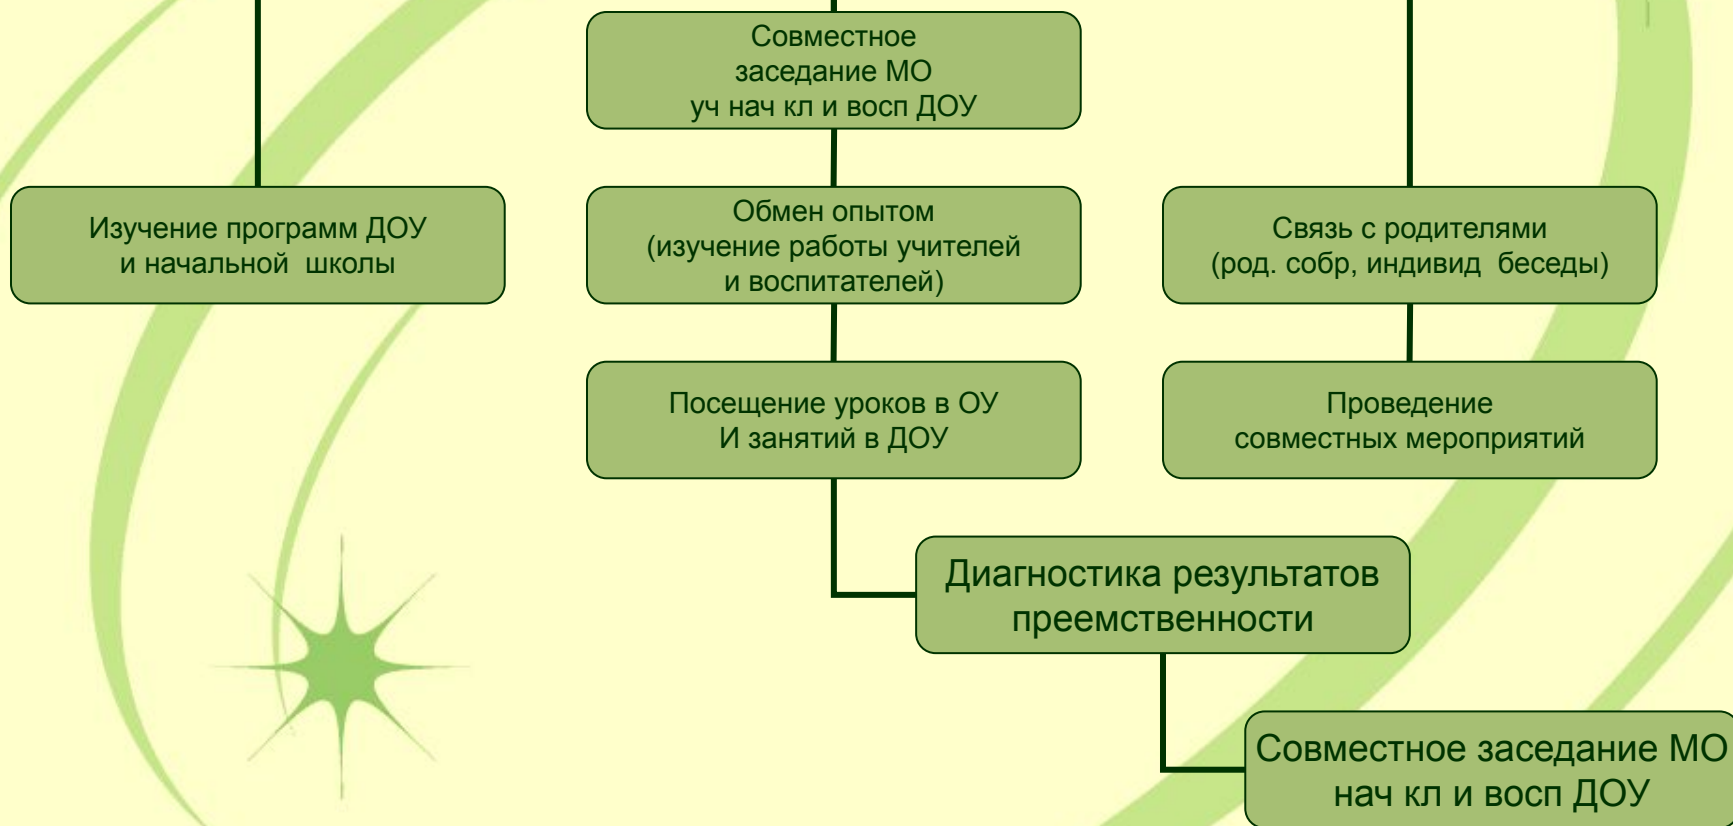 Совместное
заседание МО
уч нач кл и восп ДОУ
Изучение программ ДОУ
и начальной школы
Обмен опытом
(изучение работы учителей
и воспитателей)
Связь с родителями
(род. собр, индивид беседы)
Посещение уроков в ОУ
И занятий в ДОУ
Проведение
совместных мероприятий
Диагностика результатов
преемственности
Совместное заседание МО
нач кл и восп ДОУ